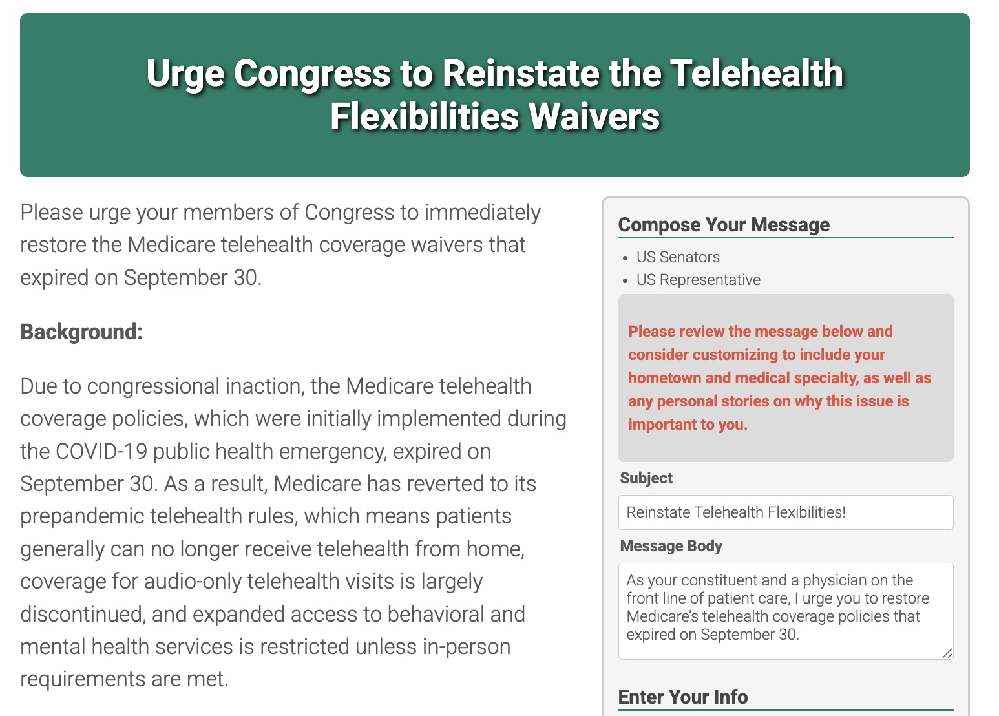 Urge Congress to Reinstate the Telehealth
Flexibilities Waivers
Please urge your members of Congress to immediately
restore the Medicare telehealth coverage waivers that
expired on September 30.
Background:
Due to congressional inaction, the Medicare telehealth
coverage policies, which were initially implemented during
the COVID-19 public health emergency, expired on
September 30. As a result, Medicare has reverted to its
prepandemic telehealth rules, which means patients
generally can no longer receive telehealth from home,
coverage for audio-only telehealth visits is largely
discontinued, and expanded access to behavioral and
mental health services is restricted unless in-person
requirements are met.
Compose Your Message
• US Senators
• US Representative
Please review the message below and
consider customizing to include your
hometown and medical specialty, as well as
any personal stories on why this issue is
important to you.
Subject
Reinstate Telehealth Flexibilities!
Message Body
As your constituent and a physician on the
front line of patient care, I urge you to restore
Medicare’s telehealth coverage policies that
expired on September 30.
Enter Your Info